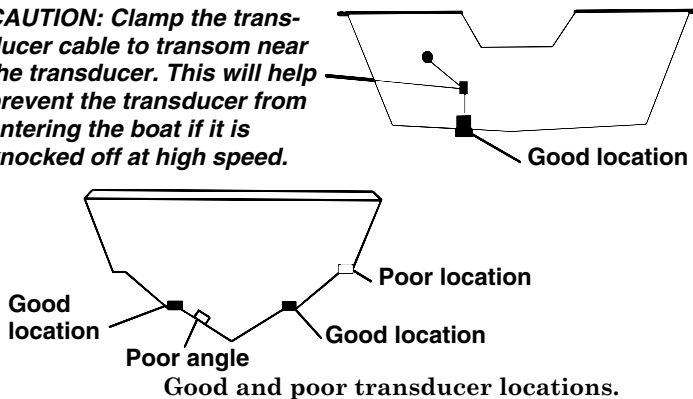 CAUTION: Clamp the trans-
ducer cable to transom near
the transducer. This will help
prevent the transducer from
entering the boat if it is
knocked off at high speed.
Good location
Poor location
Good
location
Good location
Poor angle
Good and poor transducer locations.